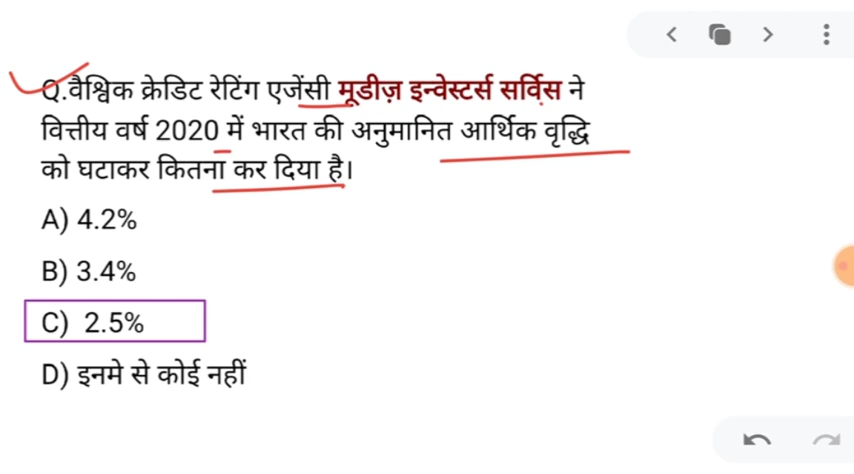 Q.वैश्विक क्रेडिट रेटिंग एजेंसी मूडीज़ इन्वेस्टर्स सर्विस ने
वित्तीय वर्ष 2020 में भारत की अनुमानित आर्थिक वृद्धि
को घटाकर कितना कर दिया है।
A) 4.2%
B) 3.4%
C) 2.5%
D) इनमे से कोई नहीं